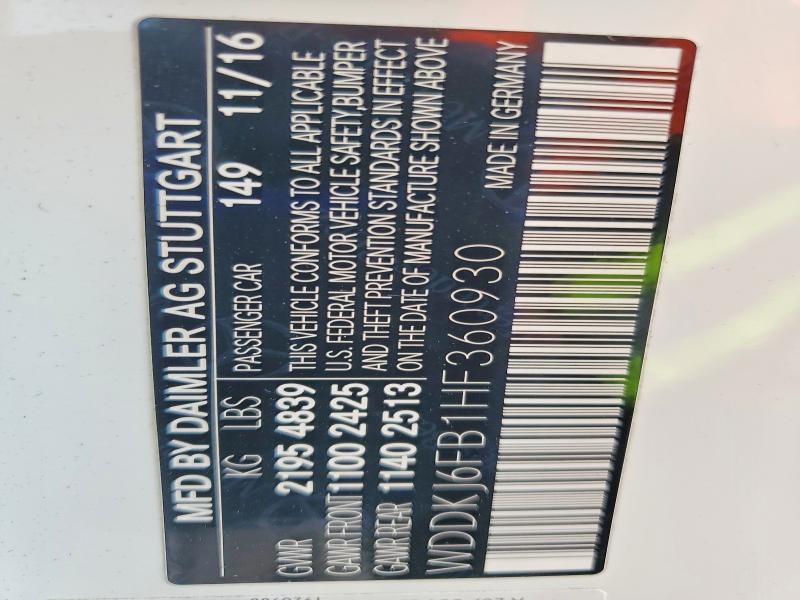 MFD BY DAIMLER AG STUTTGART
KG LBS PASSENGER CAR 149 11/16
GVWR 2195 4839 THIS VEHICLE CONFORMS TO ALL APPLICABLE
GAWR FRONT 1100 2425 U.S. FEDERAL MOTOR VEHICLE SAFETY,BUMPER
GAWR REAR 1140 2513 AND THEFT PREVENTION STANDARDS IN EFFECT
ON THE DATE OF MANUFACTURE SHOWN ABOVE
WDDKJ6FB1HF360930 MADE IN GERMANY